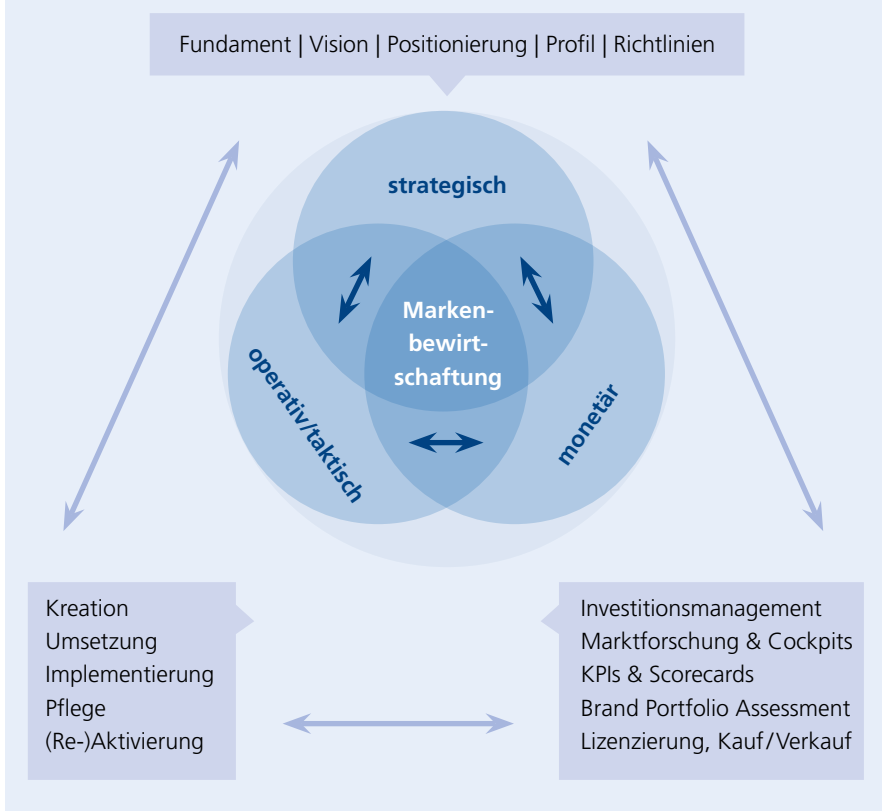 Fundament | Vision | Positionierung | Profil | Richtlinien
strategisch
Marken-
bewirt-
schaftung
operativ/taktisch
monetär
Kreation
Umsetzung
Implementierung
Pflege
(Re-)Aktivierung
Investitionsmanagement
Marktforschung & Cockpits
KPIs & Scorecards
Brand Portfolio Assessment
Lizenzierung, Kauf/Verkauf